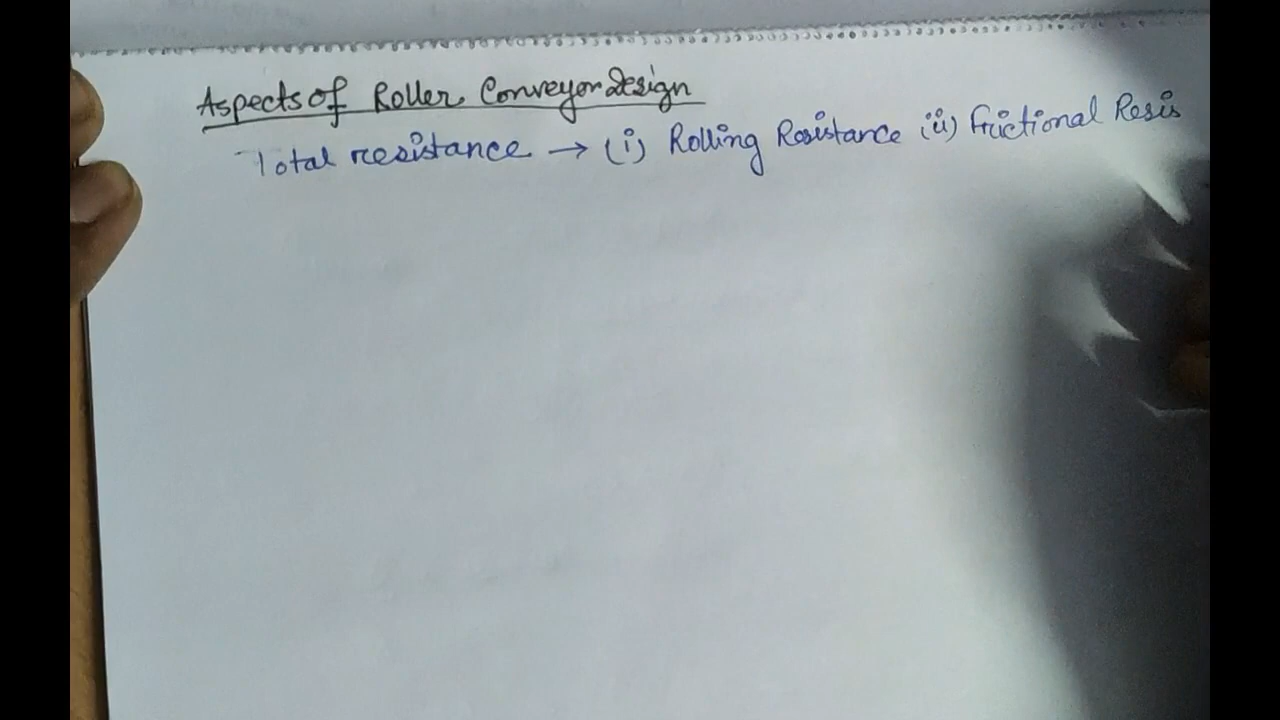 Aspects of Roller Conveyor Design
Total resistance → (i) Rolling Resistance (ii) Frictional Resis